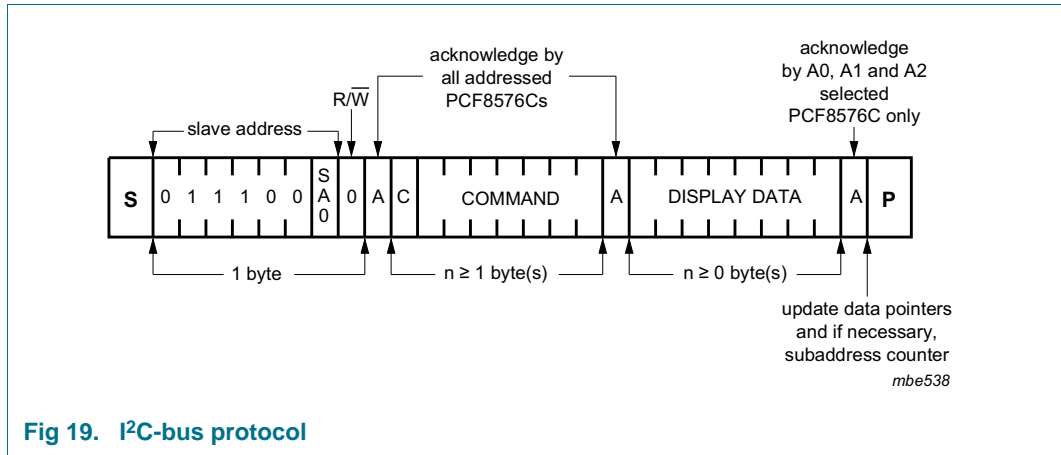 acknowledge by
all addressed
PCF8576Cs
acknowledge
by A0, A1 and A2
selected
PCF8576C only
R/W̅
slave address
S 0 1 1 1 0 0 SA0 0 A C COMMAND A DISPLAY DATA A P
1 byte
n ≥ 1 byte(s)
n ≥ 0 byte(s)
update data pointers
and if necessary,
subaddress counter
mbe538
Fig 19. I²C-bus protocol